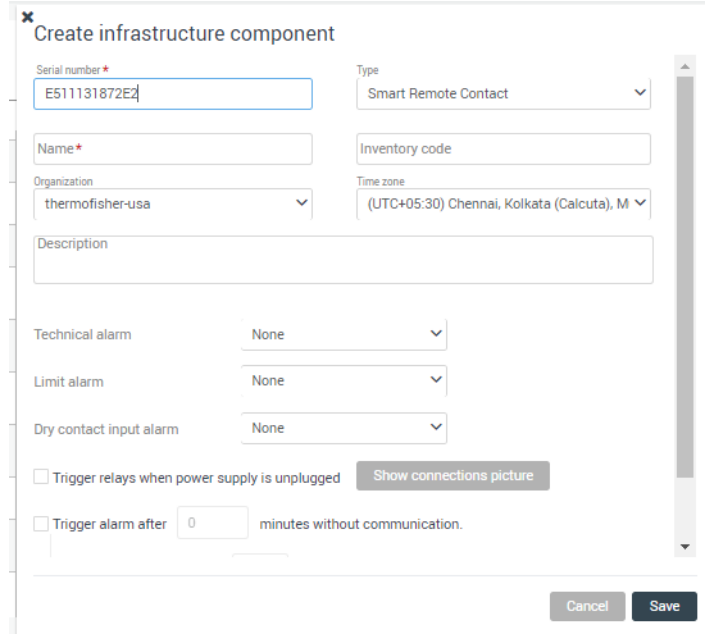 Create infrastructure component
Serial number *
Type
E511131872E2
Smart Remote Contact
Name*
Inventory code
Organization
Time zone
thermofisher-usa
(UTC+05:30) Chennai, Kolkata (Calcuta), M
Description
Technical alarm
None
Limit alarm
None
Dry contact input alarm
None
Trigger relays when power supply is unplugged
Show connections picture
Trigger alarm after 0 minutes without communication.
Cancel
Save